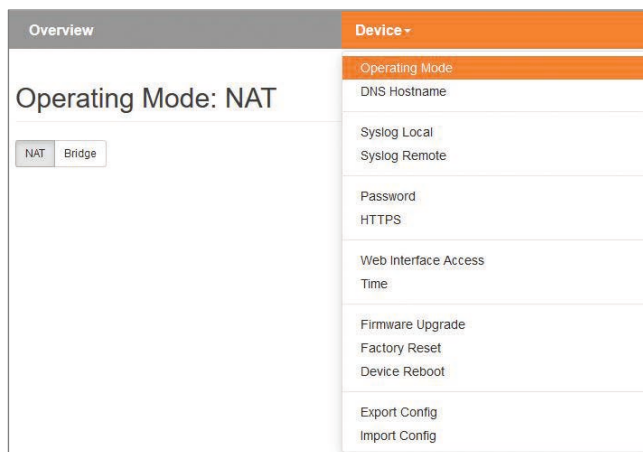 Overview
Device
Operating Mode: NAT
NAT
Bridge
Operating Mode
DNS Hostname
Syslog Local
Syslog Remote
Password
HTTPS
Web Interface Access
Time
Firmware Upgrade
Factory Reset
Device Reboot
Export Config
Import Config